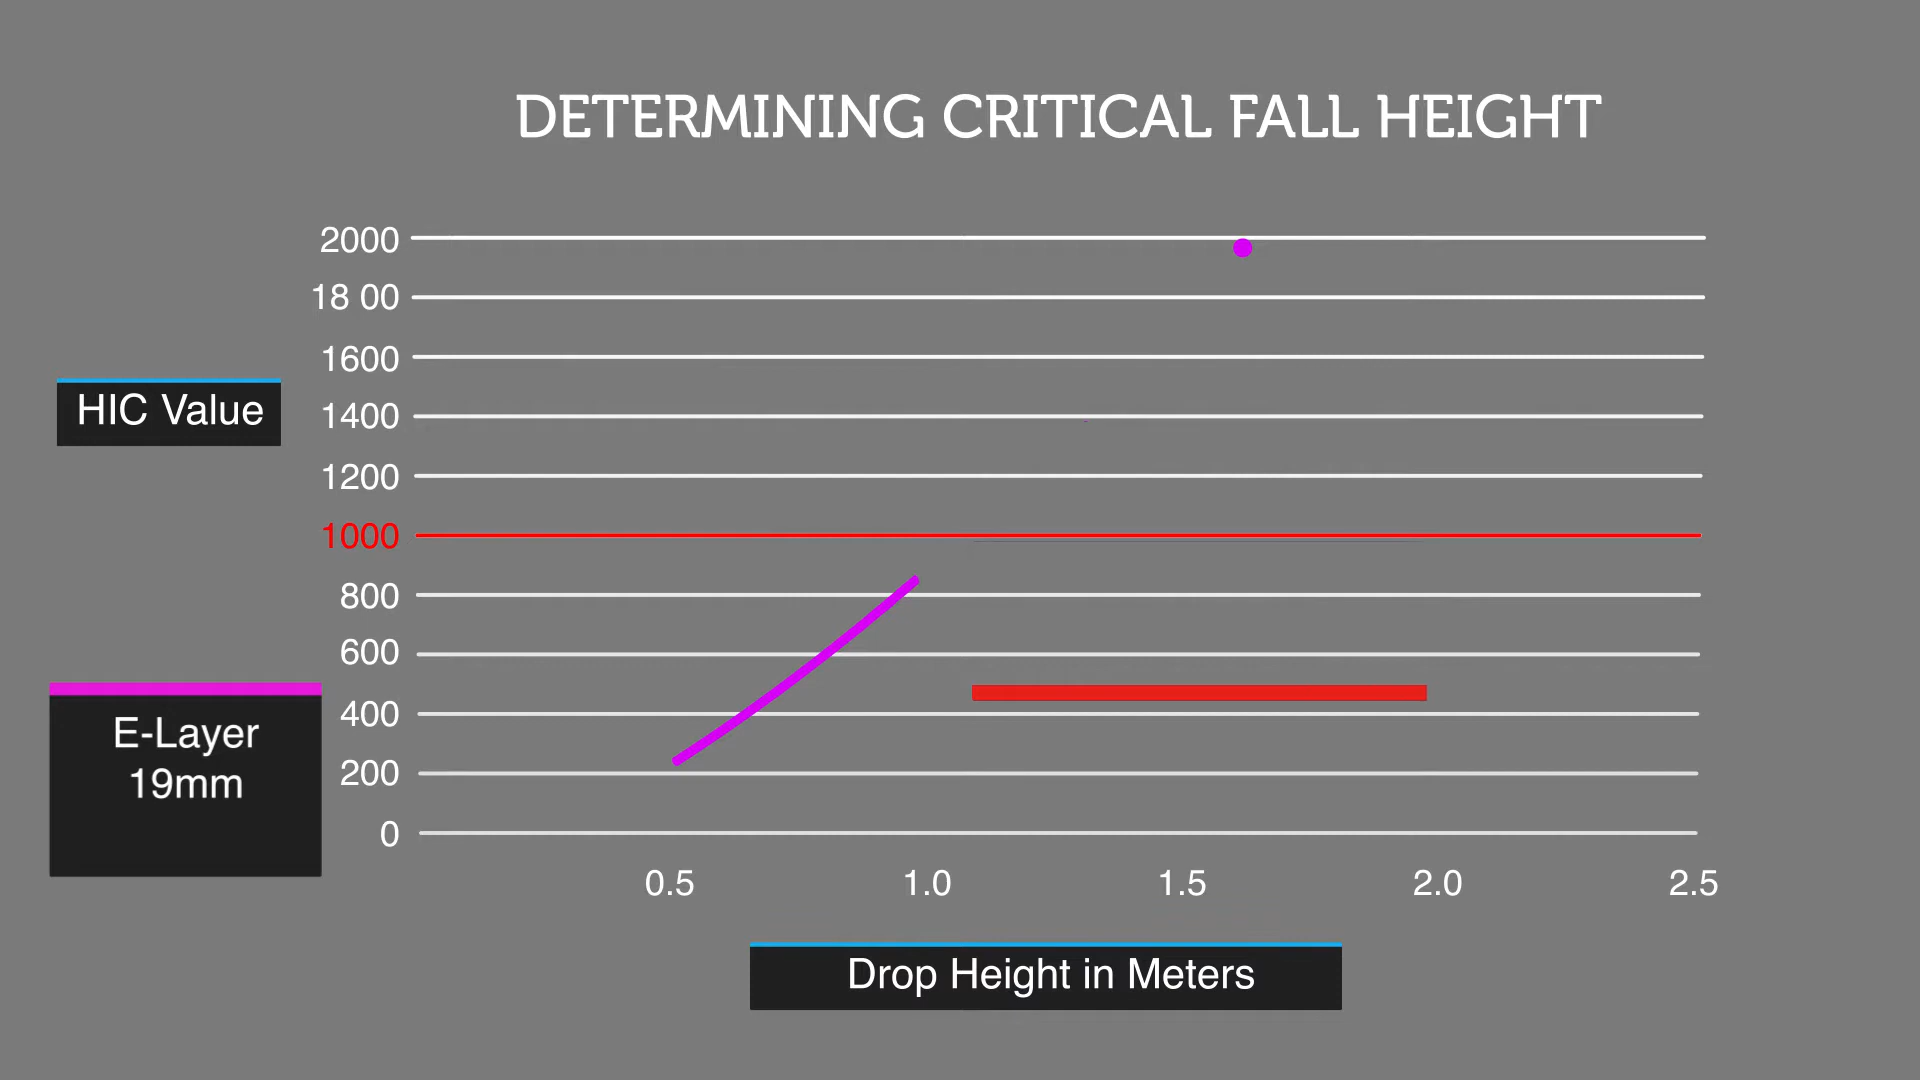 DETERMINING CRITICAL FALL HEIGHT
2000
18 00
1600
HIC Value
1400
1200
1000
800
600
400
200
0
E-Layer
19mm
0.5 1.0 1.5 2.0 2.5
Drop Height in Meters